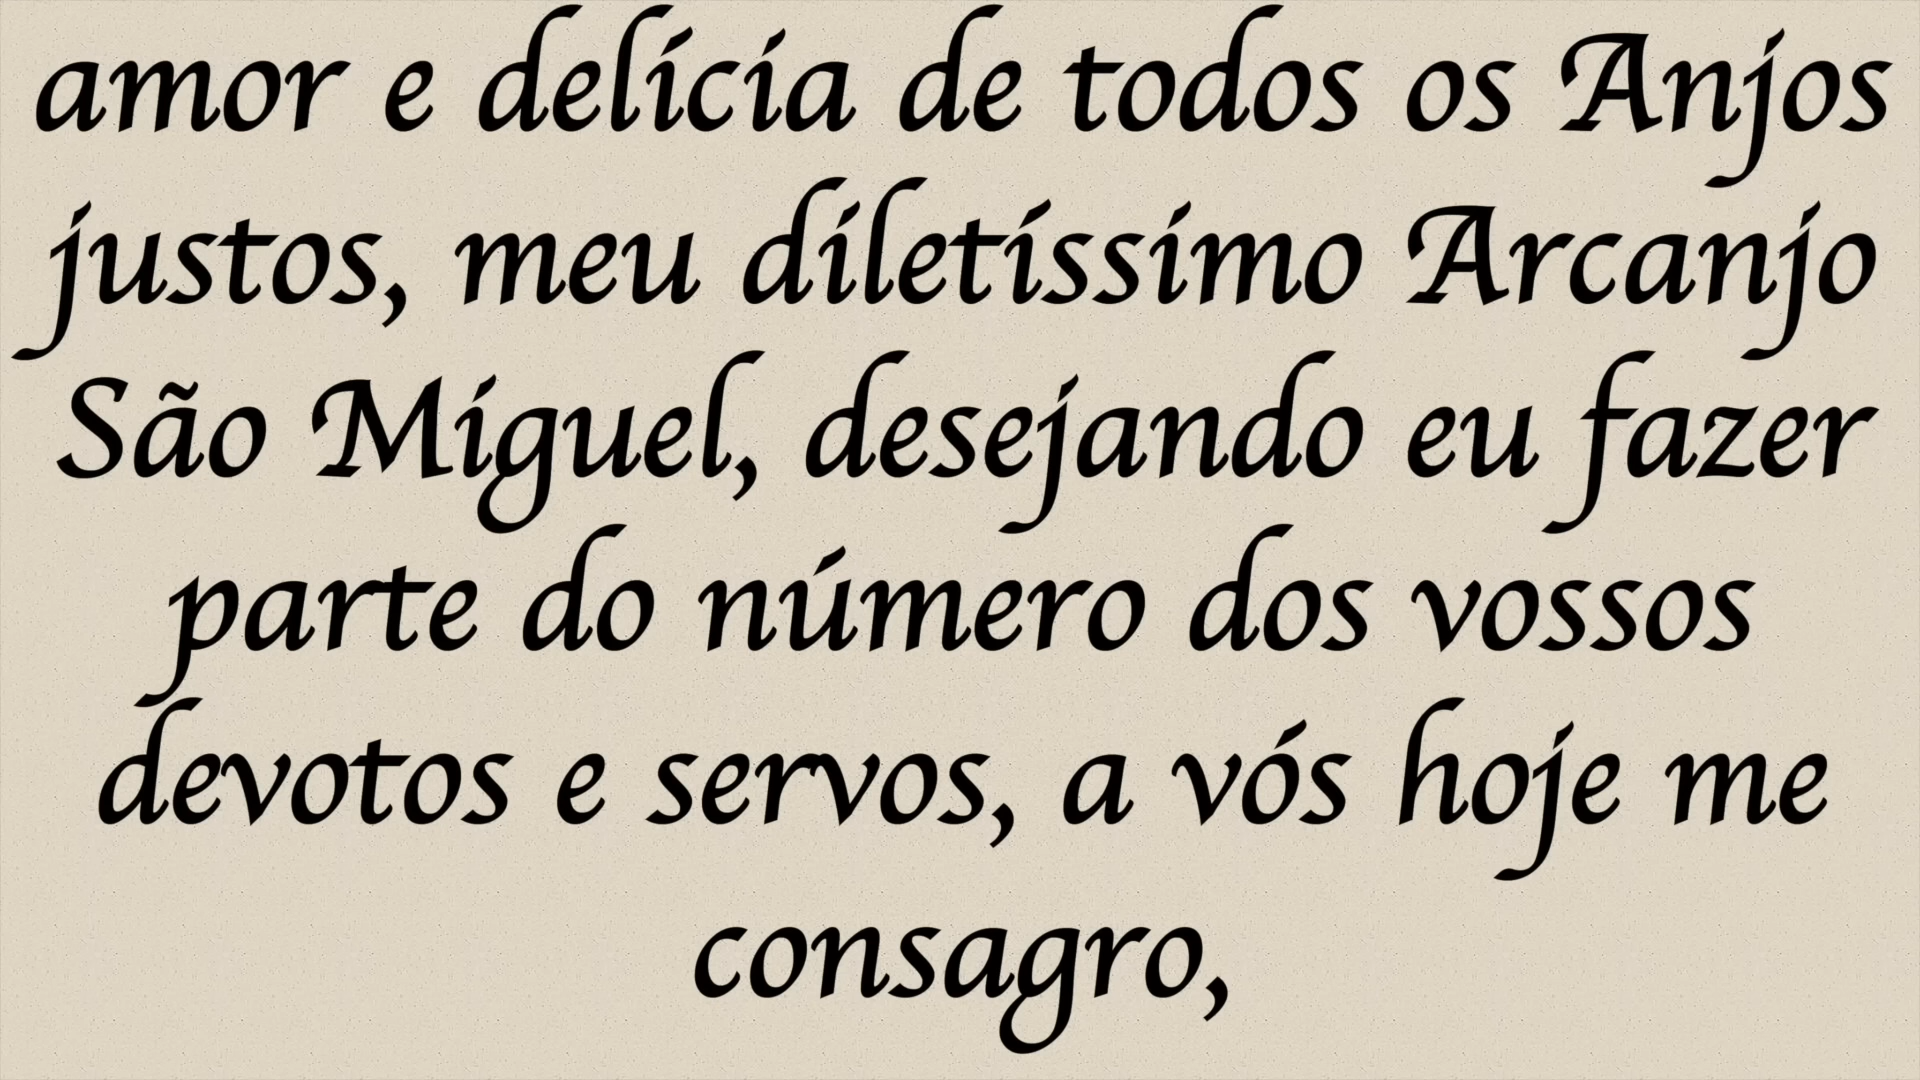 amor e delícia de todos os Anjos
justos, meu diletíssimo Arcanjo
São Miguel, desejando eu fazer
parte do número dos vossos
devotos e servos, a vós hoje me
consagro,